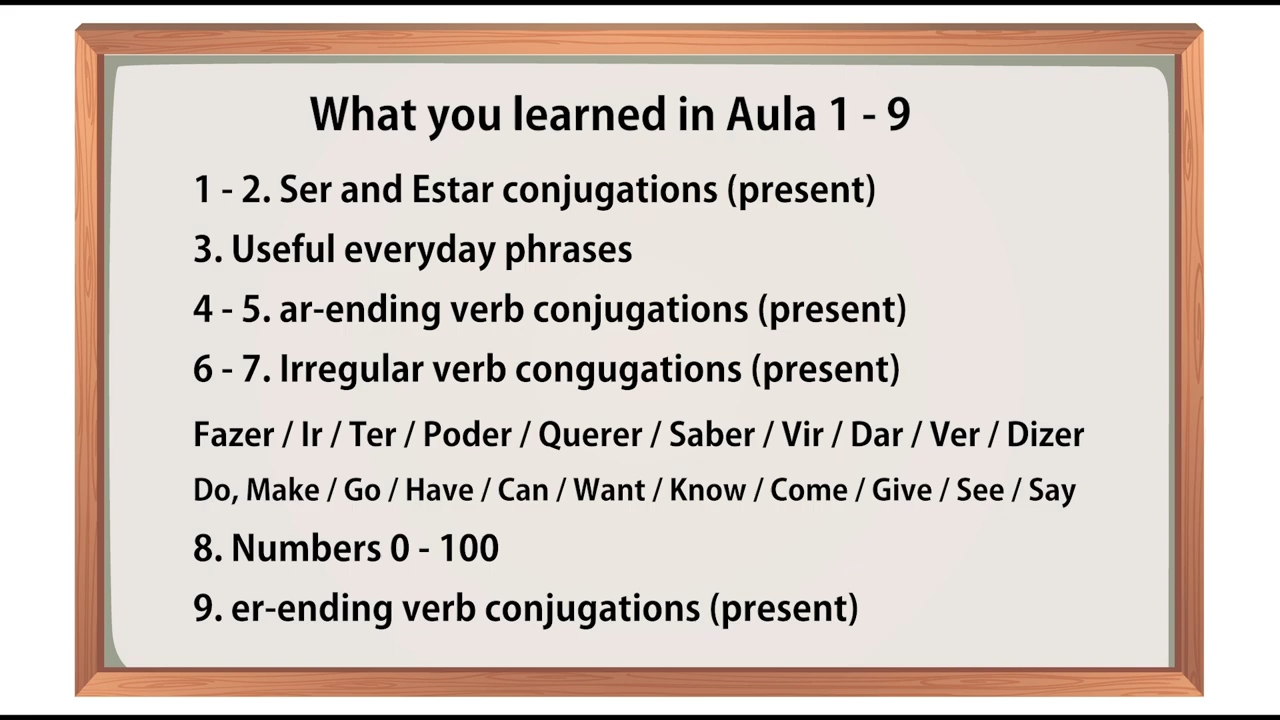 What you learned in Aula 1 - 9
1 - 2. Ser and Estar conjugations (present)
3. Useful everyday phrases
4 - 5. ar-ending verb conjugations (present)
6 - 7. Irregular verb congugations (present)
Fazer / Ir / Ter / Poder / Querer / Saber / Vir / Dar / Ver / Dizer
Do, Make / Go / Have / Can / Want / Know / Come / Give / See / Say
8. Numbers 0 - 100
9. er-ending verb conjugations (present)